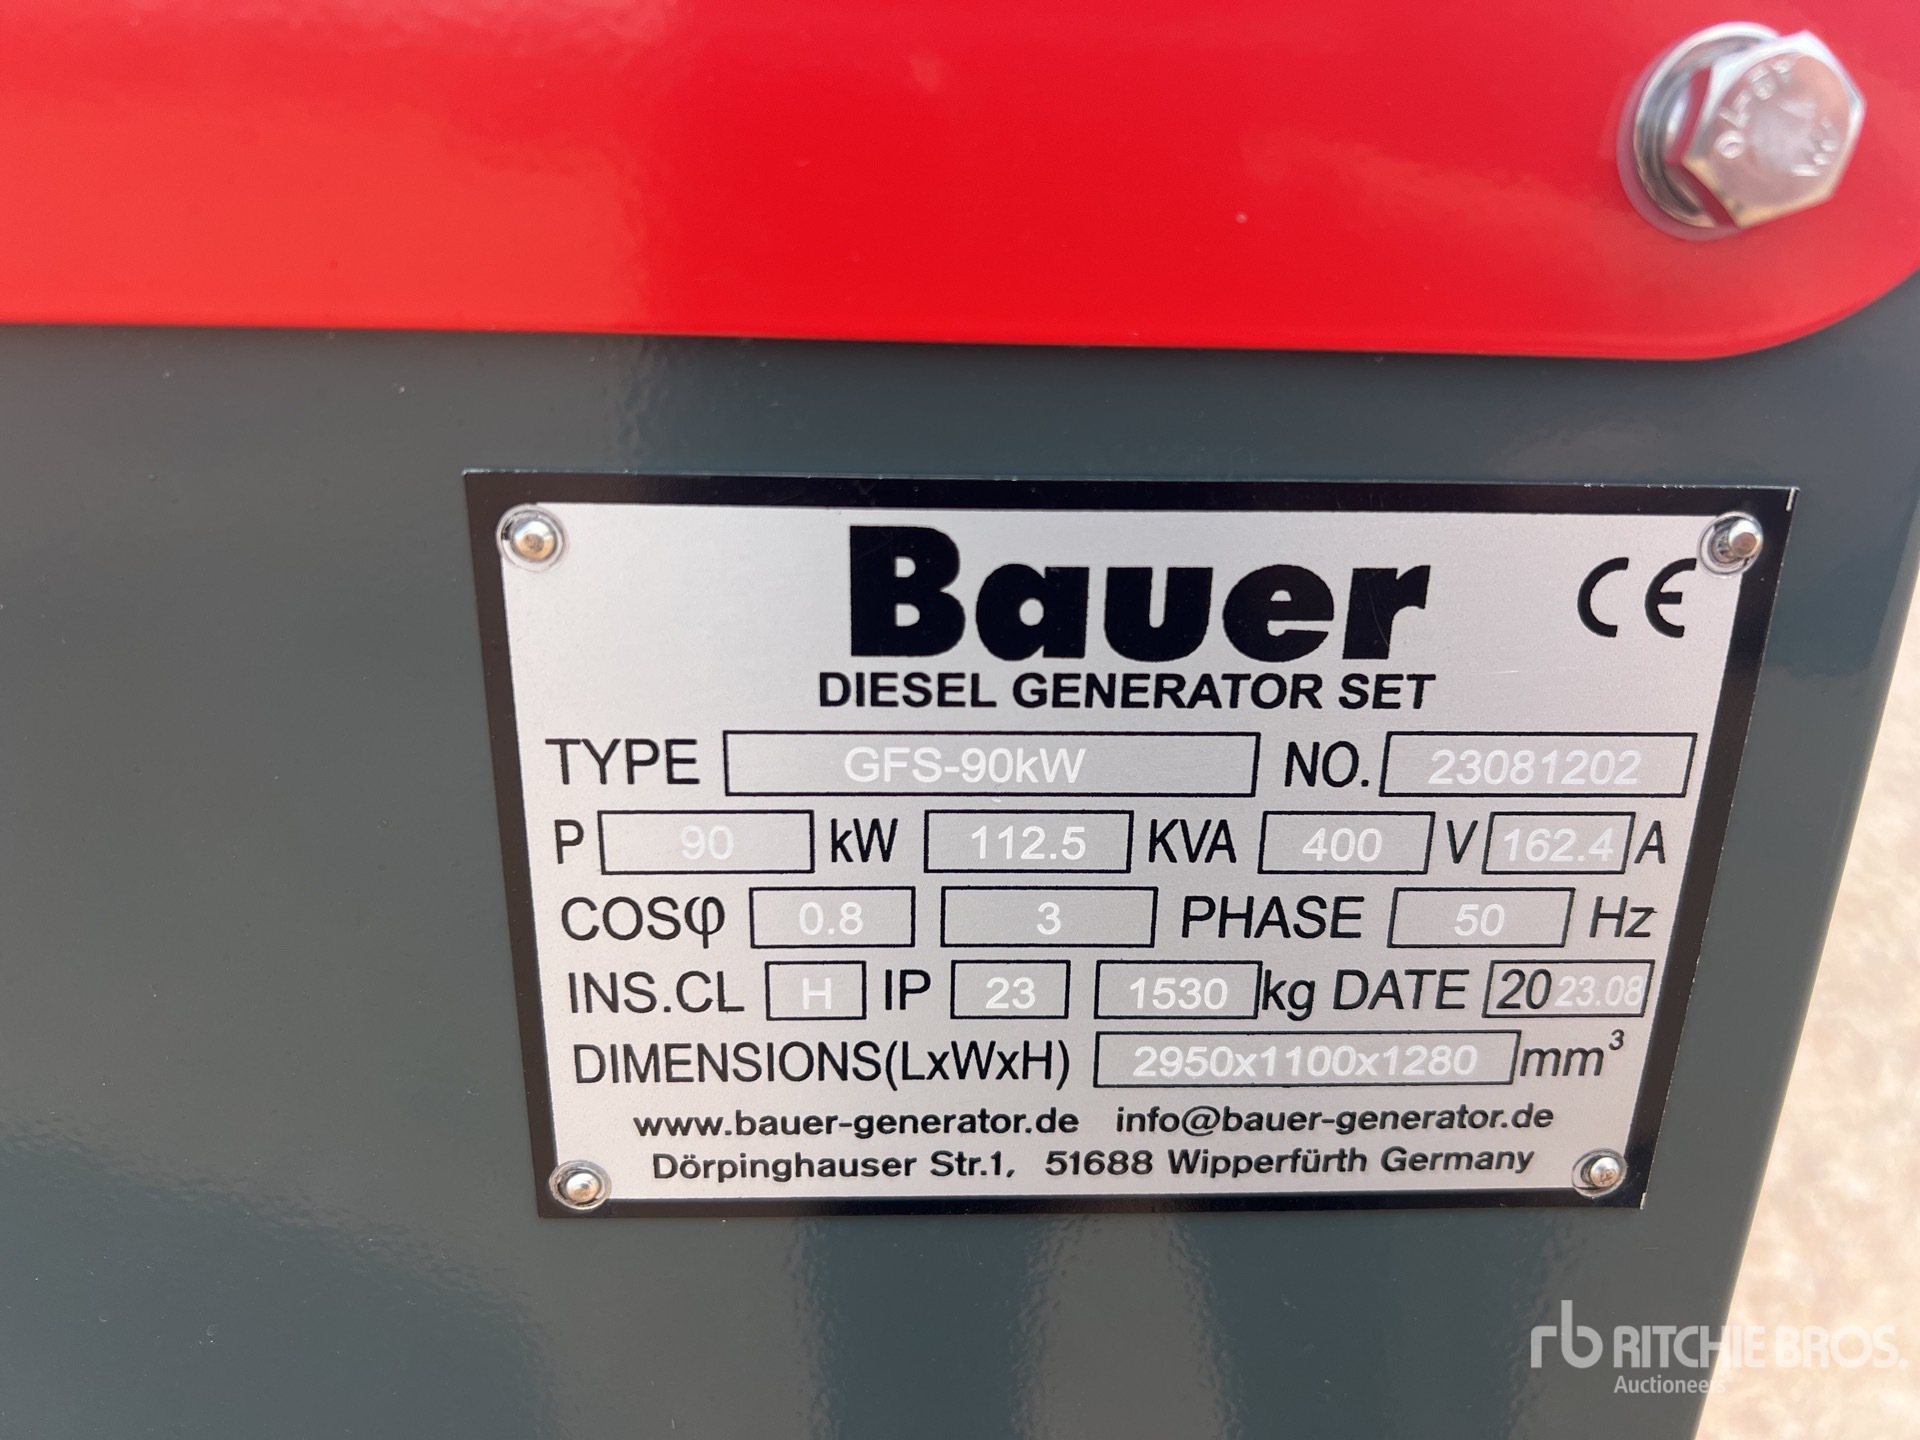 Bauer CE
DIESEL GENERATOR SET
TYPE GFS-90kW NO. 23081202
P 90 kW 112.5 KVA 400 V 162.4 A
COSφ 0.8 3 PHASE 50 Hz
INS.CL H IP 23 1530 kg DATE 2023.08
DIMENSIONS(LxWxH) 2950x1100x1280 mm³
www.bauer-generator.de info@bauer-generator.de
Dörpinghauser Str.1, 51688 Wipperfürth Germany
rb RITCHIE BROS.
Auctioneers